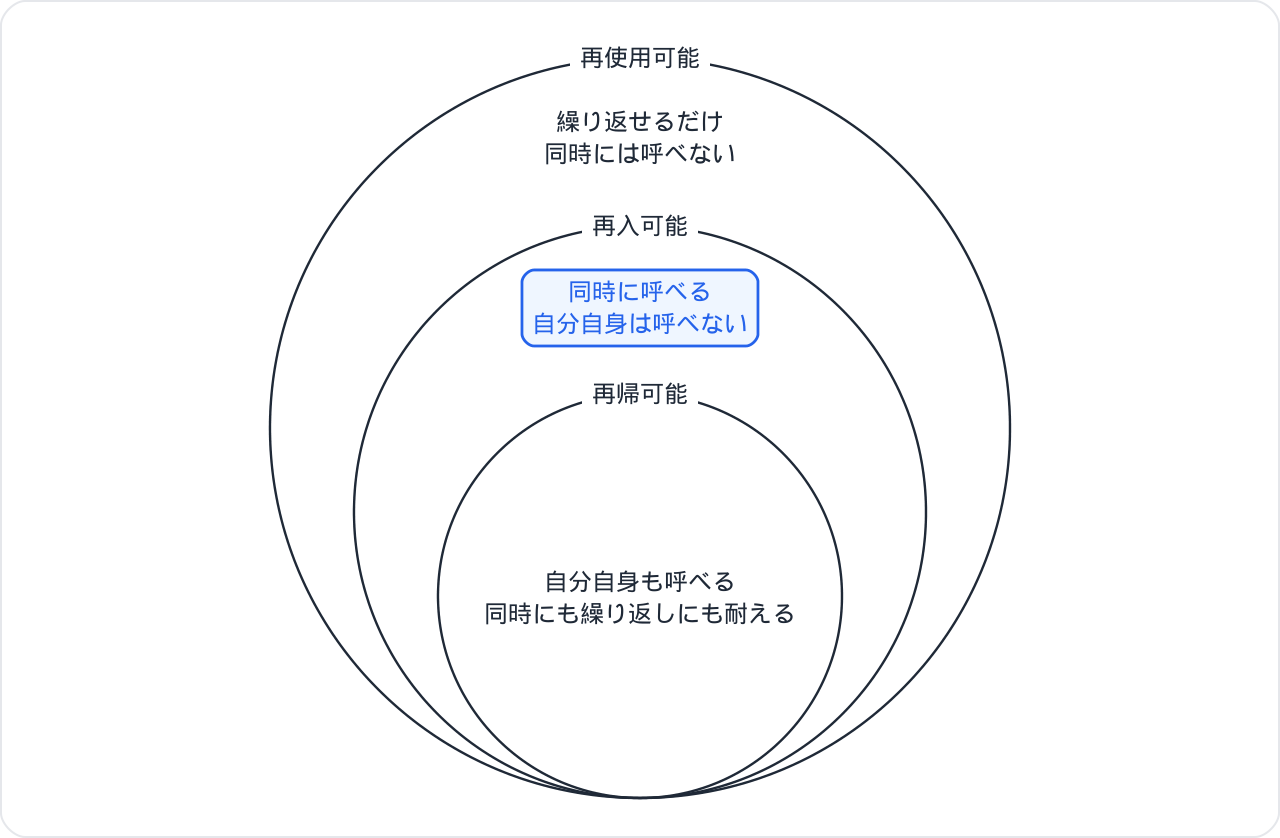 再使用可能
繰り返せるだけ
同時には呼べない
再入可能
同時に呼べる
自分自身は呼べない
再帰可能
自分自身も呼べる
同時にも繰り返しにも耐える